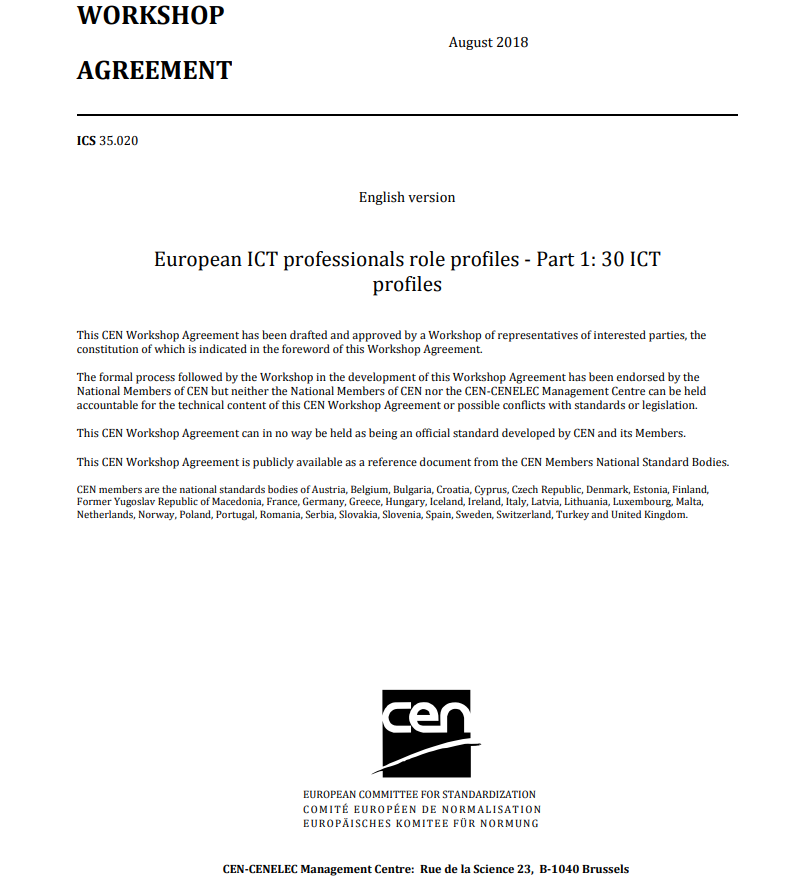 WORKSHOP
August 2018
AGREEMENT
ICS 35.020
English version
European ICT professionals role profiles - Part 1: 30 ICT
profiles
This CEN Workshop Agreement has been drafted and approved by a Workshop of representatives of interested parties, the
constitution of which is indicated in the foreword of this Workshop Agreement.
The formal process followed by the Workshop in the development of this Workshop Agreement has been endorsed by the
National Members of CEN but neither the National Members of CEN nor the CEN-CENELEC Management Centre can be held
accountable for the technical content of this CEN Workshop Agreement or possible conflicts with standards or legislation.
This CEN Workshop Agreement can in no way be held as being an official standard developed by CEN and its Members.
This CEN Workshop Agreement is publicly available as a reference document from the CEN Members National Standard Bodies.
CEN members are the national standards bodies of Austria, Belgium, Bulgaria, Croatia, Cyprus, Czech Republic, Denmark, Estonia, Finland,
Former Yugoslav Republic of Macedonia, France, Germany, Greece, Hungary, Iceland, Ireland, Italy, Latvia, Lithuania, Luxembourg, Malta,
Netherlands, Norway, Poland, Portugal, Romania, Serbia, Slovakia, Slovenia, Spain, Sweden, Switzerland, Turkey and United Kingdom.
cen
EUROPEAN COMMITTEE FOR STANDARDIZATION
COMITÉ EUROPÉEN DE NORMALISATION
EUROPÄISCHES KOMITEE FÜR NORMUNG
CEN-CENELEC Management Centre: Rue de la Science 23, B-1040 Brussels